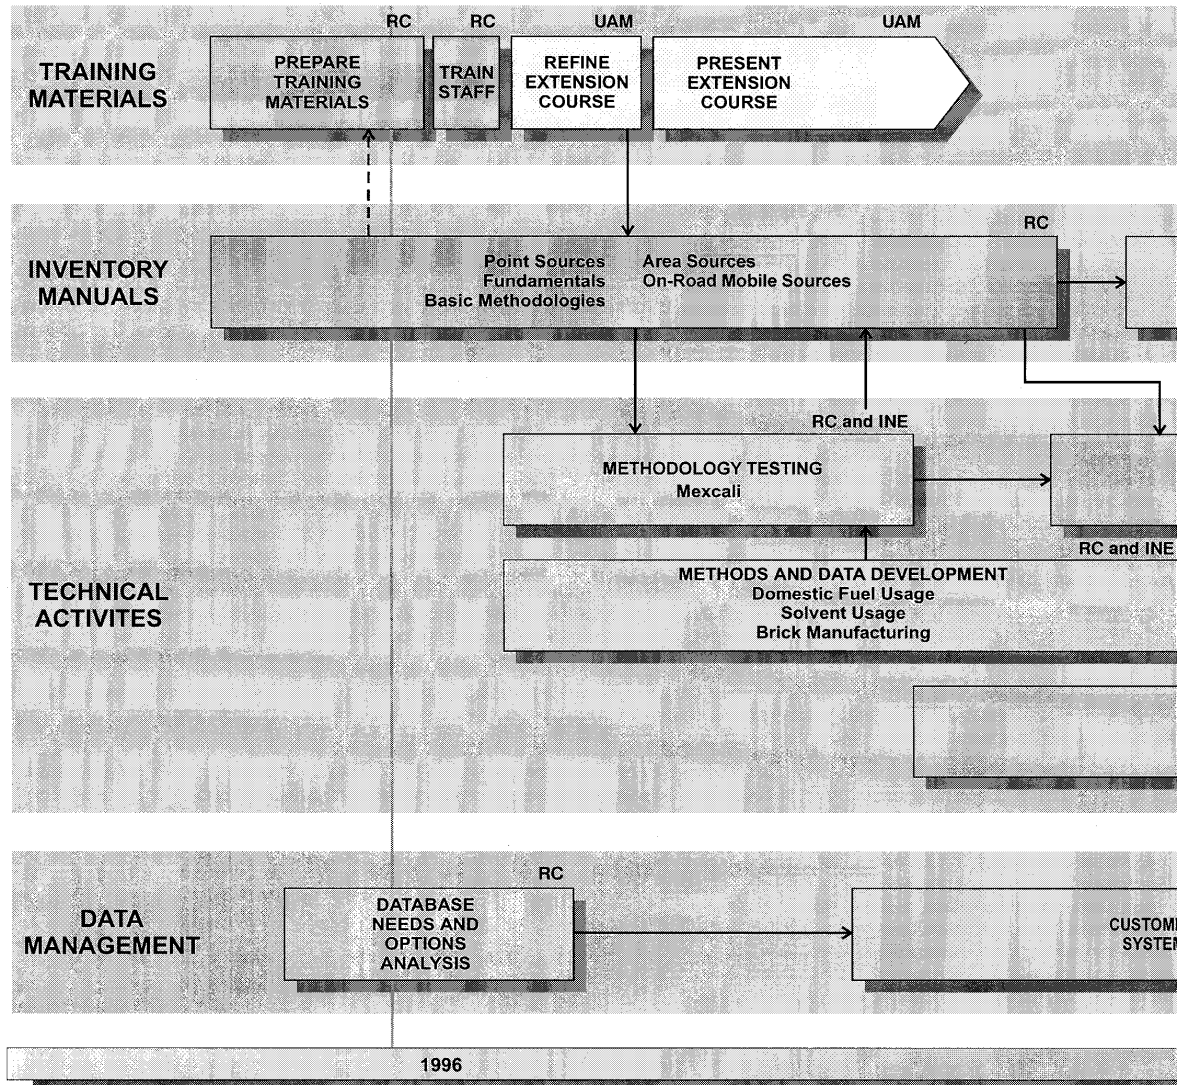 RC RC UAM UAM
TRAINING
MATERIALS
PREPARE
TRAINING
MATERIALS
TRAIN
STAFF
REFINE
EXTENSION
COURSE
PRESENT
EXTENSION
COURSE
RC
INVENTORY
MANUALS
Point Sources
Fundamentals
Basic Methodologies
Area Sources
On-Road Mobile Sources
RC and INE
METHODOLOGY TESTING
Mexcali
RC and INE
TECHNICAL
ACTIVITES
METHODS AND DATA DEVELOPMENT
Domestic Fuel Usage
Solvent Usage
Brick Manufacturing
RC
DATA
MANAGEMENT
DATABASE
NEEDS AND
OPTIONS
ANALYSIS
CUSTOMI
SYSTEM
1996